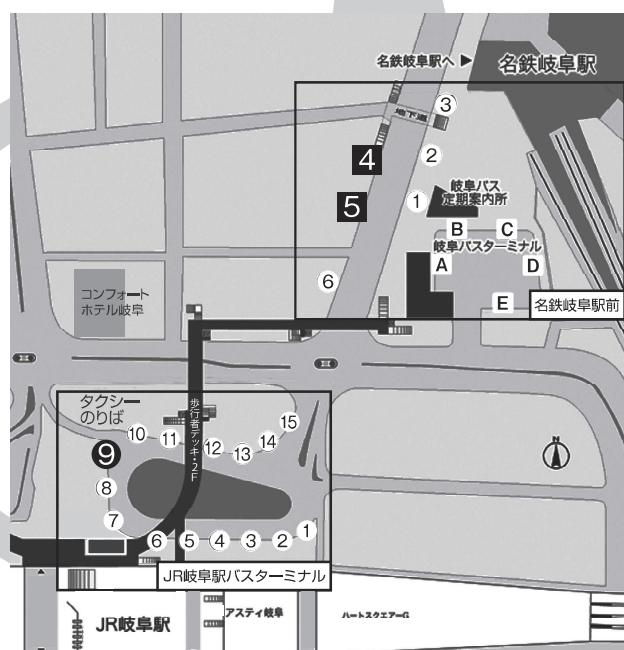 名鉄岐阜駅へ ▶
名鉄岐阜駅
3
地下道
4
2
5
1
岐阜バス
定期案内所
B
C
岐阜バスターミナル
A
D
6
E
名鉄岐阜駅前
コンフォート
ホテル岐阜
タクシー
のりば
歩行者デッキ・2F
N
15
10
11
12
13
14
9
8
7
6
5
4
3
2
1
JR岐阜駅バスターミナル
JR岐阜駅
アスティ岐阜
ハートスクエアーG